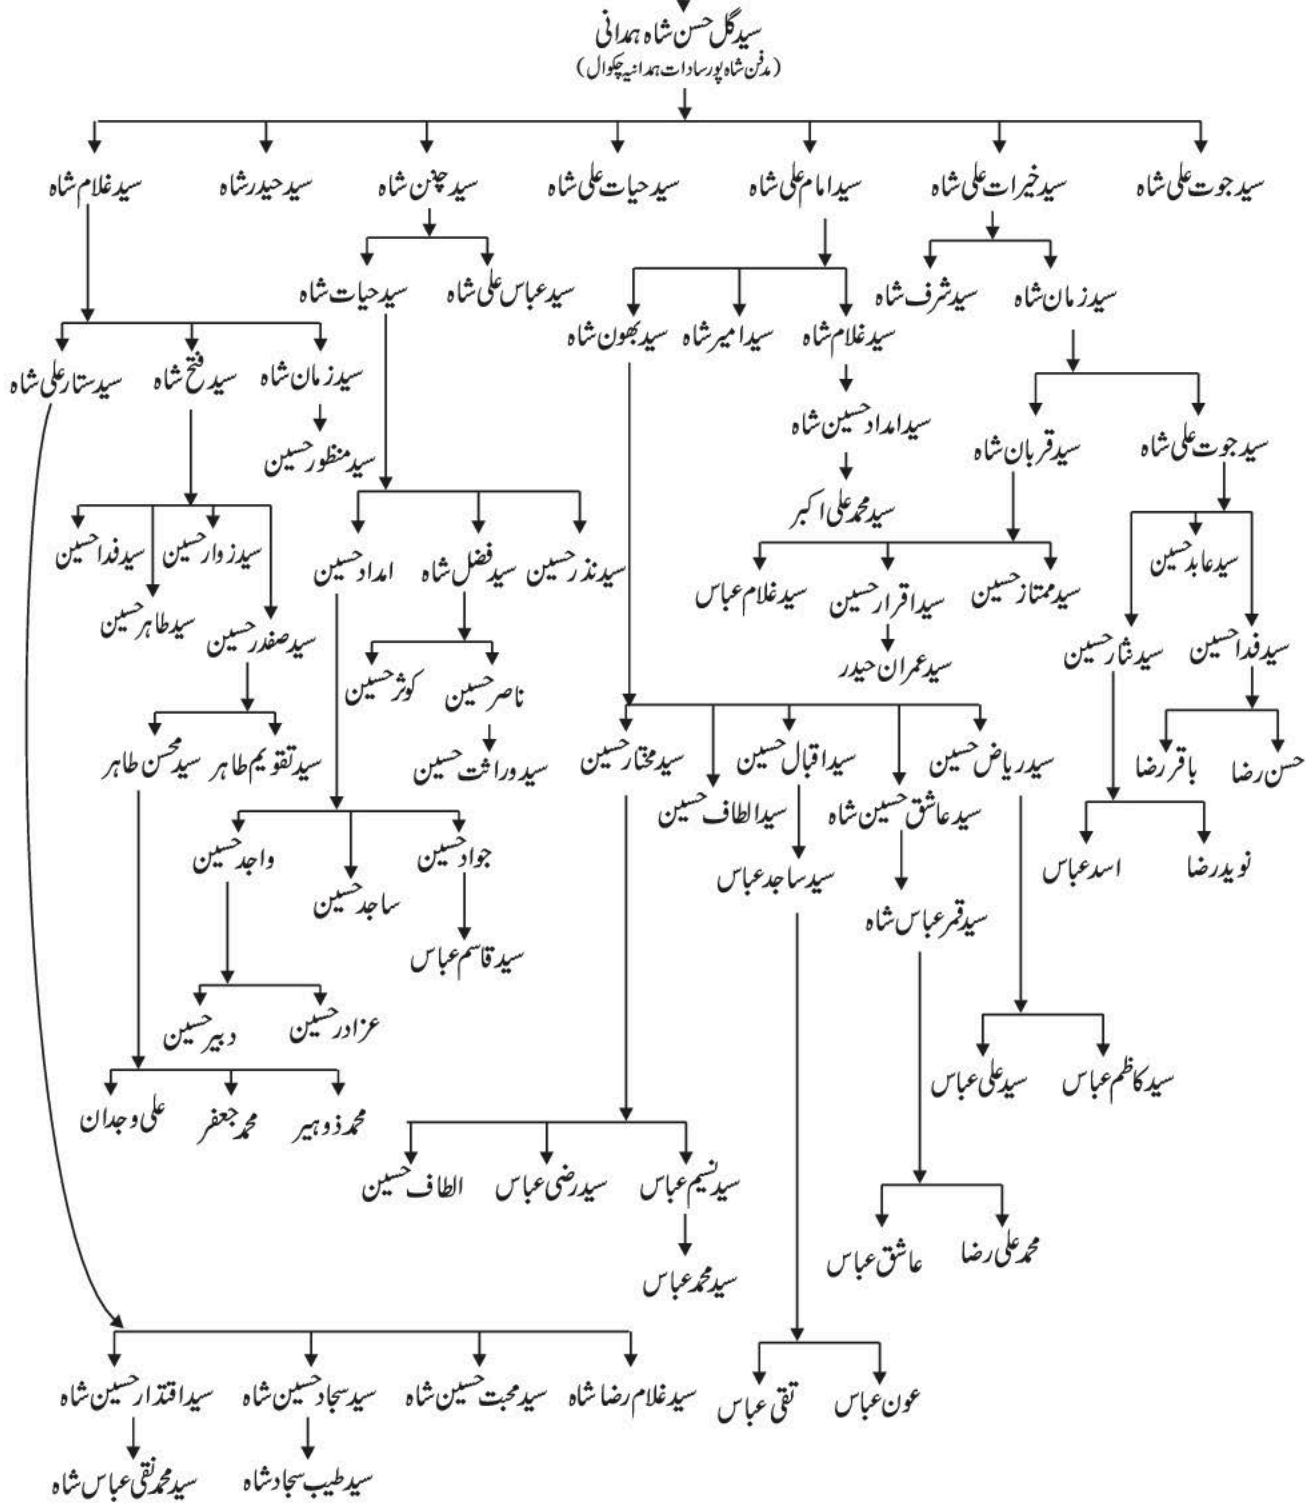 سید گل حسن شاہ ہمدانی
(مدفن شاہ پور سادات ہمدانیہ چکوال)
سید جوت علی شاہ
سید خیرات علی شاہ
سید امام علی شاہ
سید حیات علی شاہ
سید چنن شاہ
سید حیدر شاہ
سید غلام شاہ
سید زمان شاہ
سید شرف شاہ
سید عباس علی شاہ
سید حیات شاہ
سید غلام شاہ
سید امیر شاہ
سید بھون شاہ
سید زمان شاہ
سید فتح شاہ
سید ستار علی شاہ
سید امداد حسین شاہ
سید جوت علی شاہ
سید قربان شاہ
سید منظور حسین
سید محمد علی اکبر
سید عابد حسین
سید نذر حسین
سید فضل شاہ
امداد حسین
سید زوار حسین
سید فدا حسین
سید ممتاز حسین
سید اقرار حسین
سید غلام عباس
سید طاہر حسین
سید صفدر حسین
سید فدا حسین
سید نثار حسین
سید عمران حیدر
ناصر حسین
کوثر حسین
حسن رضا
باقر رضا
سید ریاض حسین
سید اقبال حسین
سید مختار حسین
سید وراثت حسین
سید تقویم طاہر
سید محسن طاہر
سید عاشق حسین شاہ
سید الطاف حسین
نوید رضا
اسد عباس
سید ساجد عباس
جواد حسین
واجد حسین
ساجد حسین
سید قمر عباس شاہ
سید قاسم عباس
عزادر حسین
دبیر حسین
سید کاظم عباس
سید علی عباس
محمد ذوہیر
محمد جعفر
علی وجدان
سید نسیم عباس
سید رضی عباس
الطاف حسین
محمد علی رضا
عاشق عباس
سید محمد عباس
عون عباس
تقی عباس
سید غلام رضا شاہ
سید محبت حسین شاہ
سید سجاد حسین شاہ
سید اقتدار حسین شاہ
سید طیب سجاد شاہ
سید محمد نقی عباس شاہ